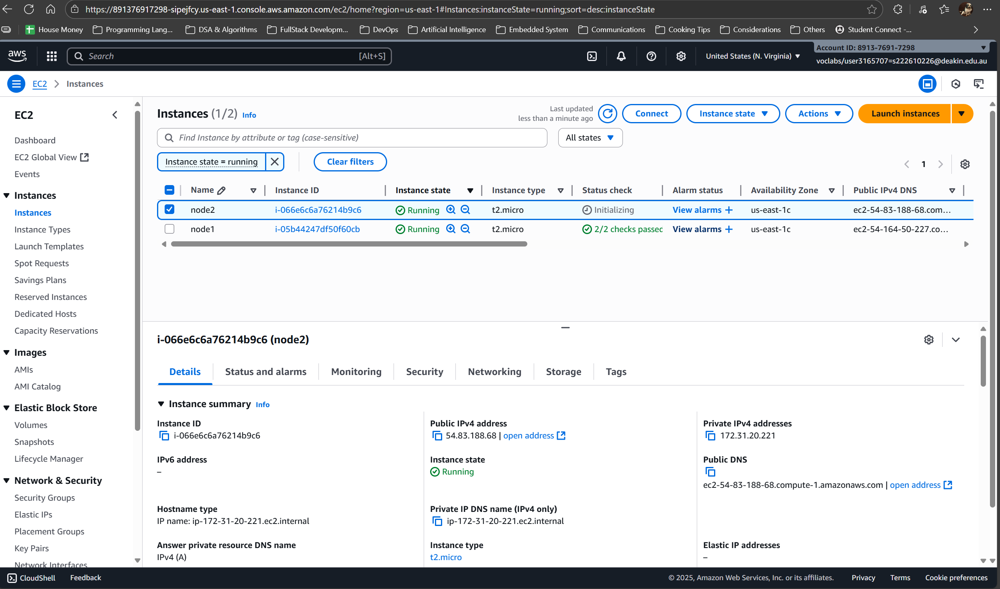 https://891376917298-sipejfcy.us-east-1.console.aws.amazon.com/ec2/home?region=us-east-1#Instances:instanceState=running;sort=desc:instanceState
House Money
Programming Lang...
DSA & Algorithms
FullStack Developm...
DevOps
Artificial Intelligence
Embedded System
Communications
Cooking Tips
Considerations
Others
Student Connect -...
aws
Search
[Alt+S]
United States (N. Virginia)
Account ID: 8913-7691-7298
voclabs/user3165707=s222610226@deakin.edu.au
EC2
Instances
EC2
Dashboard
EC2 Global View
Events
Instances
Instances
Instance Types
Launch Templates
Spot Requests
Savings Plans
Reserved Instances
Dedicated Hosts
Capacity Reservations
Images
AMIs
AMI Catalog
Elastic Block Store
Volumes
Snapshots
Lifecycle Manager
Network & Security
Security Groups
Elastic IPs
Placement Groups
Key Pairs
Network Interfaces
Instances (1/2) Info
Last updated
less than a minute ago
Connect
Instance state
Actions
Launch instances
Find Instance by attribute or tag (case-sensitive)
All states
Instance state = running
Clear filters
1
Name Instance ID Instance state Instance type Status check Alarm status Availability Zone Public IPv4 DNS
node2 i-066e6c6a76214b9c6 Running t2.micro Initializing View alarms + us-east-1c ec2-54-83-188-68.com...
node1 i-05b44247df50f60cb Running t2.micro 2/2 checks passed View alarms + us-east-1c ec2-54-164-50-227.co...
i-066e6c6a76214b9c6 (node2)
Details
Status and alarms
Monitoring
Security
Networking
Storage
Tags
Instance summary Info
Instance ID
i-066e6c6a76214b9c6
Public IPv4 address
54.83.188.68 | open address
Private IPv4 addresses
172.31.20.221
IPv6 address
–
Instance state
Running
Public DNS
ec2-54-83-188-68.compute-1.amazonaws.com | open address
Hostname type
IP name: ip-172-31-20-221.ec2.internal
Private IP DNS name (IPv4 only)
ip-172-31-20-221.ec2.internal
Answer private resource DNS name
IPv4 (A)
Instance type
t2.micro
Elastic IP addresses
–
CloudShell
Feedback
© 2025, Amazon Web Services, Inc. or its affiliates.
Privacy
Terms
Cookie preferences